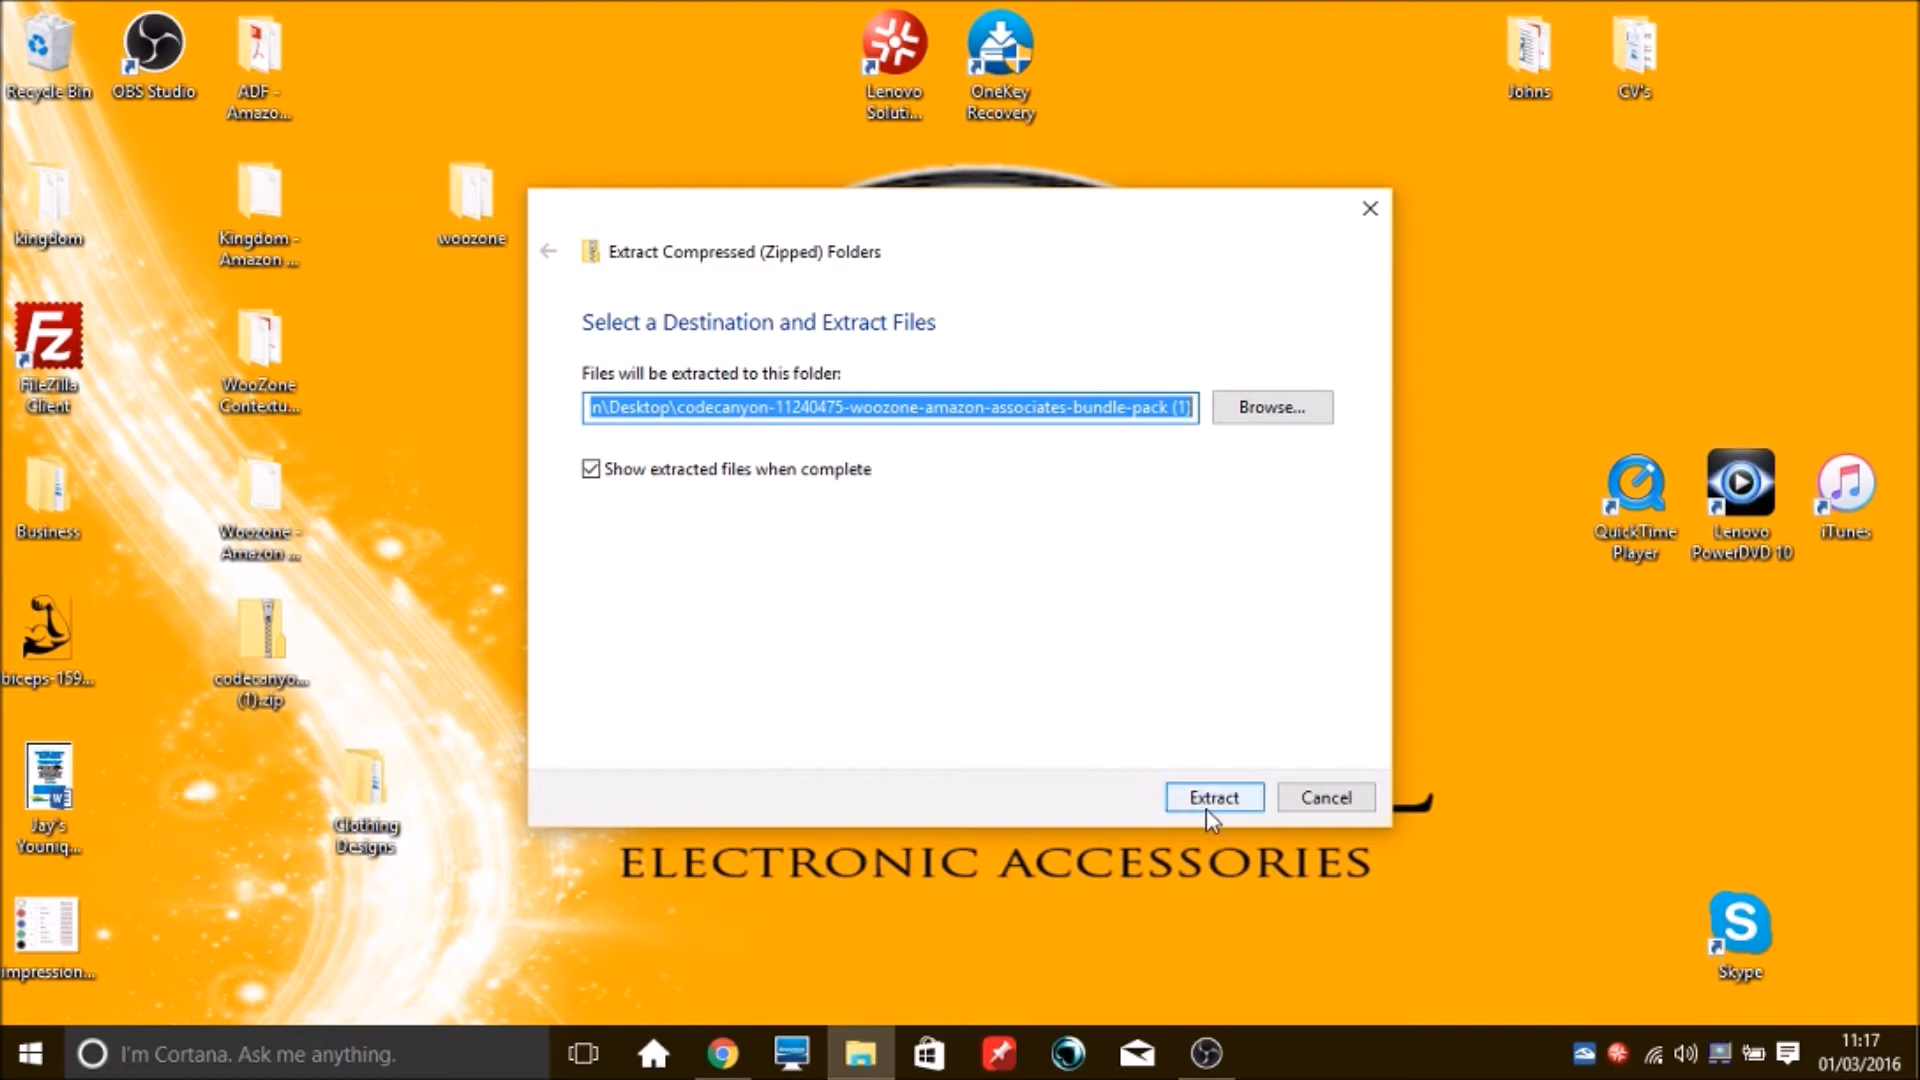 Recycle Bin
OBS Studio
ADF -
Amazo...
Lenovo
Soluti...
OneKey
Recovery
Johns
CV's
kingdom
Kingdom -
Amazon ...
woozone
Extract Compressed (Zipped) Folders
Select a Destination and Extract Files
Files will be extracted to this folder:
n\Desktop\codecanyon-11240475-woozone-amazon-associates-bundle-pack (1)
Browse...
Show extracted files when complete
Extract
Cancel
FileZilla
Client
WooZone
Contextu...
Business
Woozone -
Amazon ...
QuickTime
Player
Lenovo
PowerDVD 10
iTunes
biceps-159...
codecanyo...
(1).zip
Jay's
Youniq...
Clothing
Designs
ELECTRONIC ACCESSORIES
impression...
Skype
I'm Cortana. Ask me anything.
11:17
01/03/2016